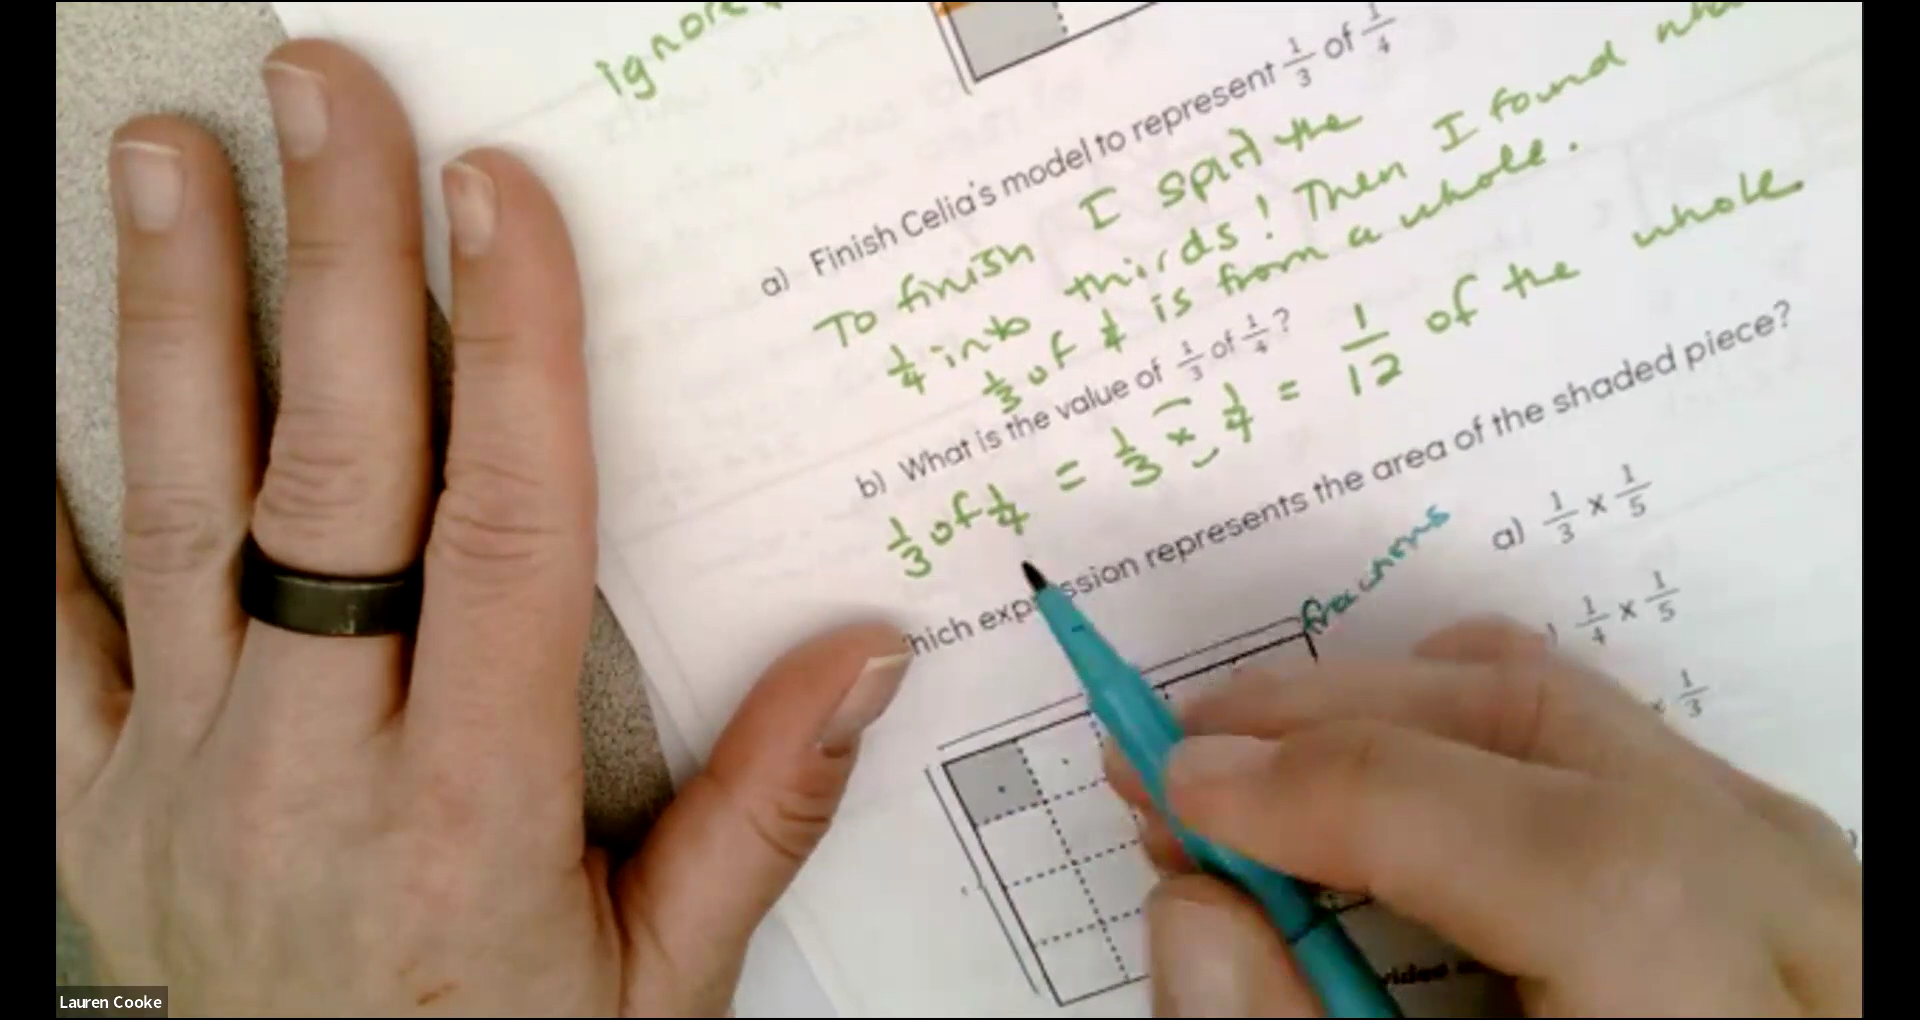 ignore
a) Finish Celia's model to represent 1/3 of 1/4
To finish I split the
1/4 into thirds! Then I found
1/3 of 1/4 is from a whole.
b) What is the value of 1/3 of 1/4?
1/3 of 1/4 = 1/3 × 1/4 = 1/12 of the whole
hich expression represents the area of the shaded piece?
fractions
a) 1/3 × 1/5
) 1/4 × 1/5
× 1/3
Lauren Cooke